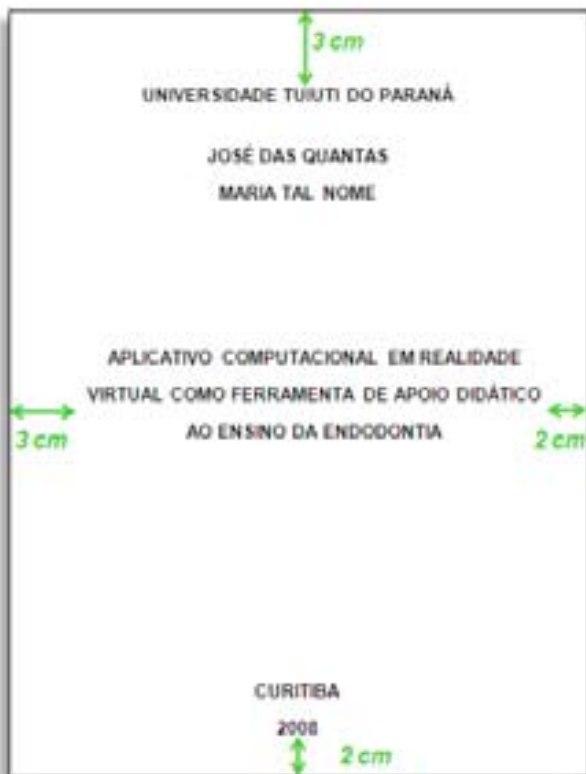 3 cm
UNIVERSIDADE TUIUTI DO PARANÁ
JOSÉ DAS QUANTAS
MARIA TAL NOME
APLICATIVO COMPUTACIONAL EM REALIDADE
VIRTUAL COMO FERRAMENTA DE APOIO DIDÁTICO
AO ENSINO DA ENDODONTIA
3 cm
2 cm
CURITIBA
2008
2 cm